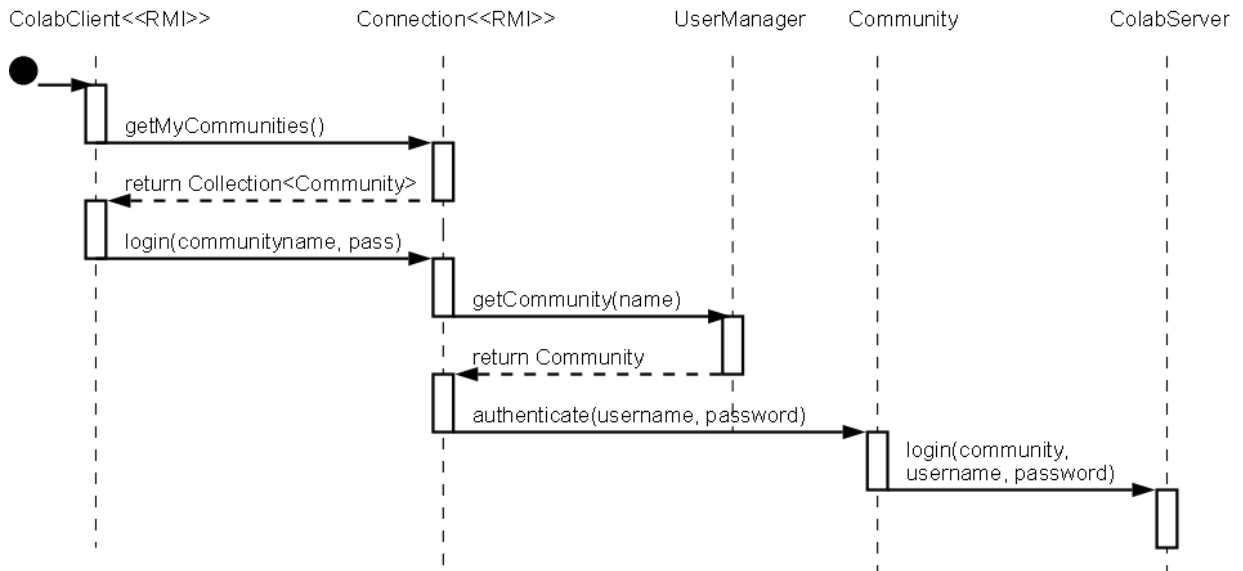 ColabClient<<RMI>> Connection<<RMI>> UserManager Community ColabServer
getMyCommunities()
return Collection<Community>
login(communityname, pass)
getCommunity(name)
return Community
authenticate(username, password)
login(community,
username, password)